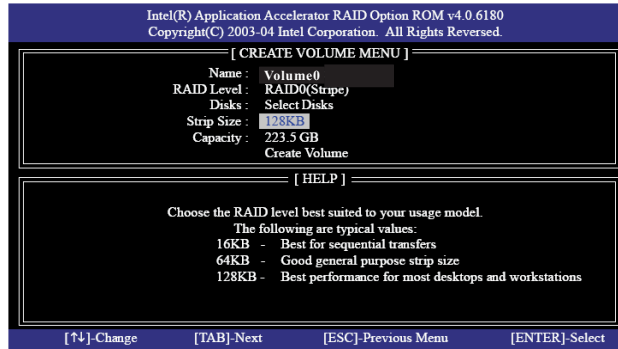 Intel(R) Application Accelerator RAID Option ROM v4.0.6180
Copyright(C) 2003-04 Intel Corporation. All Rights Reversed.
[ CREATE VOLUME MENU ]
Name : Volume0
RAID Level : RAID0(Stripe)
Disks : Select Disks
Strip Size : 128KB
Capacity : 223.5 GB
Create Volume
[ HELP ]
Choose the RAID level best suited to your usage model.
The following are typical values:
16KB - Best for sequential transfers
64KB - Good general purpose strip size
128KB - Best performance for most desktops and workstations
[↑↓]-Change [TAB]-Next [ESC]-Previous Menu [ENTER]-Select